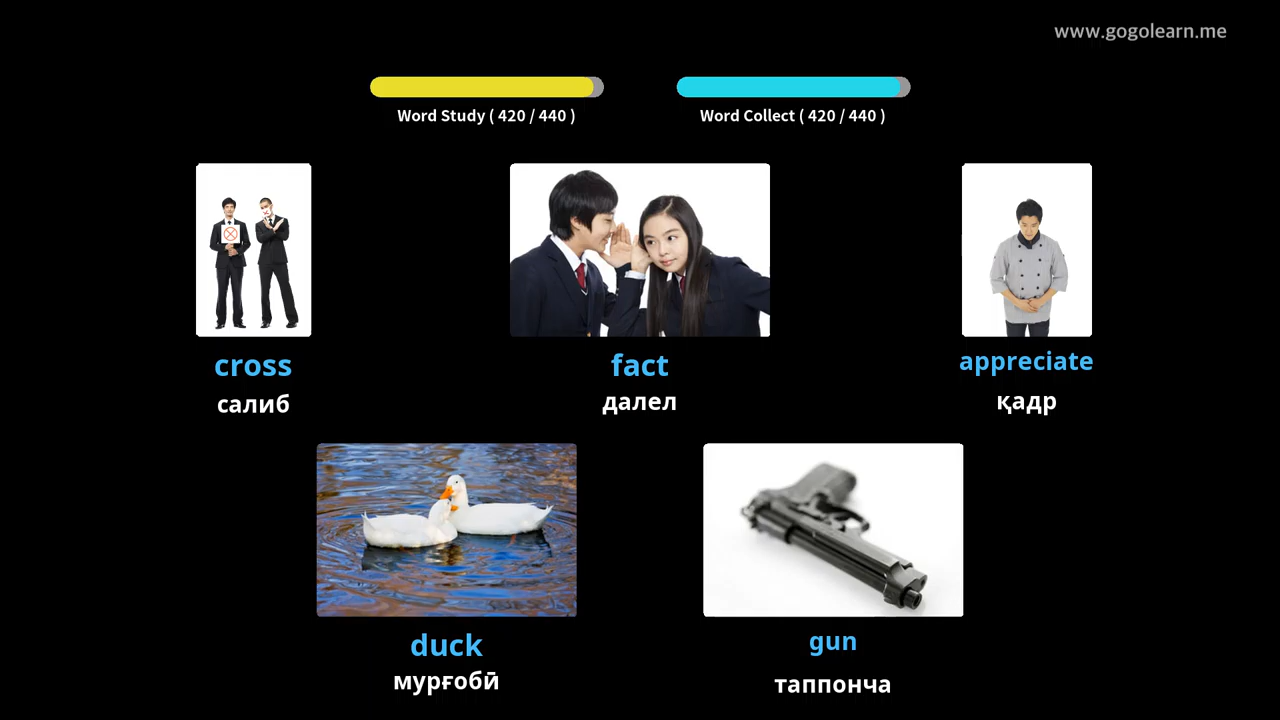 www.gogolearn.me
Word Study ( 420 / 440 )
Word Collect ( 420 / 440 )
cross
салиб
fact
далел
appreciate
қадр
duck
мурғобӣ
gun
таппонча